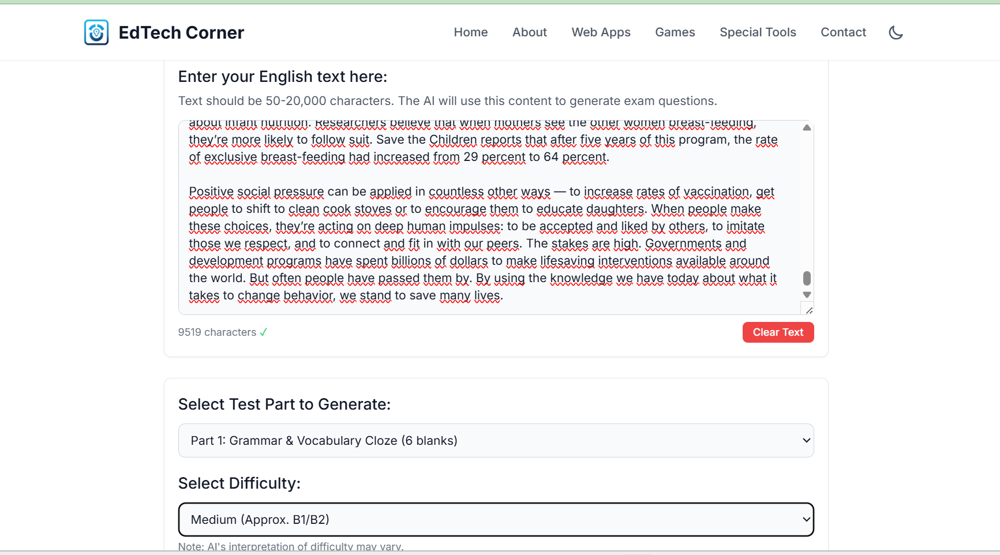 EdTech Corner
Home About Web Apps Games Special Tools Contact
Enter your English text here:
Text should be 50-20,000 characters. The AI will use this content to generate exam questions.
about infant nutrition. Researchers believe that when mothers see the other women breast-feeding,
they’re more likely to follow suit. Save the Children reports that after five years of this program, the rate
of exclusive breast-feeding had increased from 29 percent to 64 percent.
Positive social pressure can be applied in countless other ways — to increase rates of vaccination, get
people to shift to clean cook stoves or to encourage them to educate daughters. When people make
these choices, they’re acting on deep human impulses: to be accepted and liked by others, to imitate
those we respect, and to connect and fit in with our peers. The stakes are high. Governments and
development programs have spent billions of dollars to make lifesaving interventions available around
the world. But often people have passed them by. By using the knowledge we have today about what it
takes to change behavior, we stand to save many lives.
9519 characters ✓
Clear Text
Select Test Part to Generate:
Part 1: Grammar & Vocabulary Cloze (6 blanks)
Select Difficulty:
Medium (Approx. B1/B2)
Note: AI's interpretation of difficulty may vary.